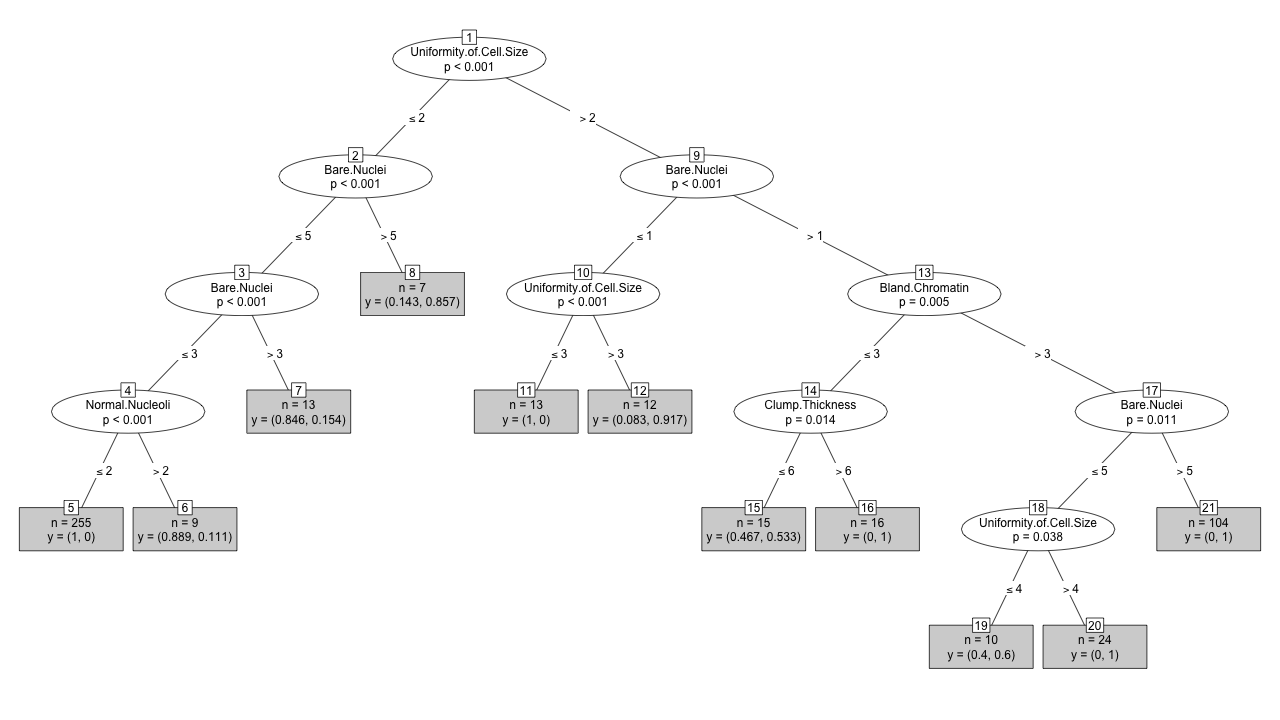 1
Uniformity.of.Cell.Size
p < 0.001
≤ 2
> 2
2
Bare.Nuclei
p < 0.001
9
Bare.Nuclei
p < 0.001
≤ 5
> 5
≤ 1
> 1
3
Bare.Nuclei
p < 0.001
8
n = 7
y = (0.143, 0.857)
10
Uniformity.of.Cell.Size
p < 0.001
13
Bland.Chromatin
p = 0.005
≤ 3
> 3
≤ 3
> 3
≤ 3
> 3
4
Normal.Nucleoli
p < 0.001
7
n = 13
y = (0.846, 0.154)
11
n = 13
y = (1, 0)
12
n = 12
y = (0.083, 0.917)
14
Clump.Thickness
p = 0.014
17
Bare.Nuclei
p = 0.011
≤ 2
> 2
≤ 6
> 6
≤ 5
> 5
5
n = 255
y = (1, 0)
6
n = 9
y = (0.889, 0.111)
15
n = 15
y = (0.467, 0.533)
16
n = 16
y = (0, 1)
18
Uniformity.of.Cell.Size
p = 0.038
21
n = 104
y = (0, 1)
≤ 4
> 4
19
n = 10
y = (0.4, 0.6)
20
n = 24
y = (0, 1)